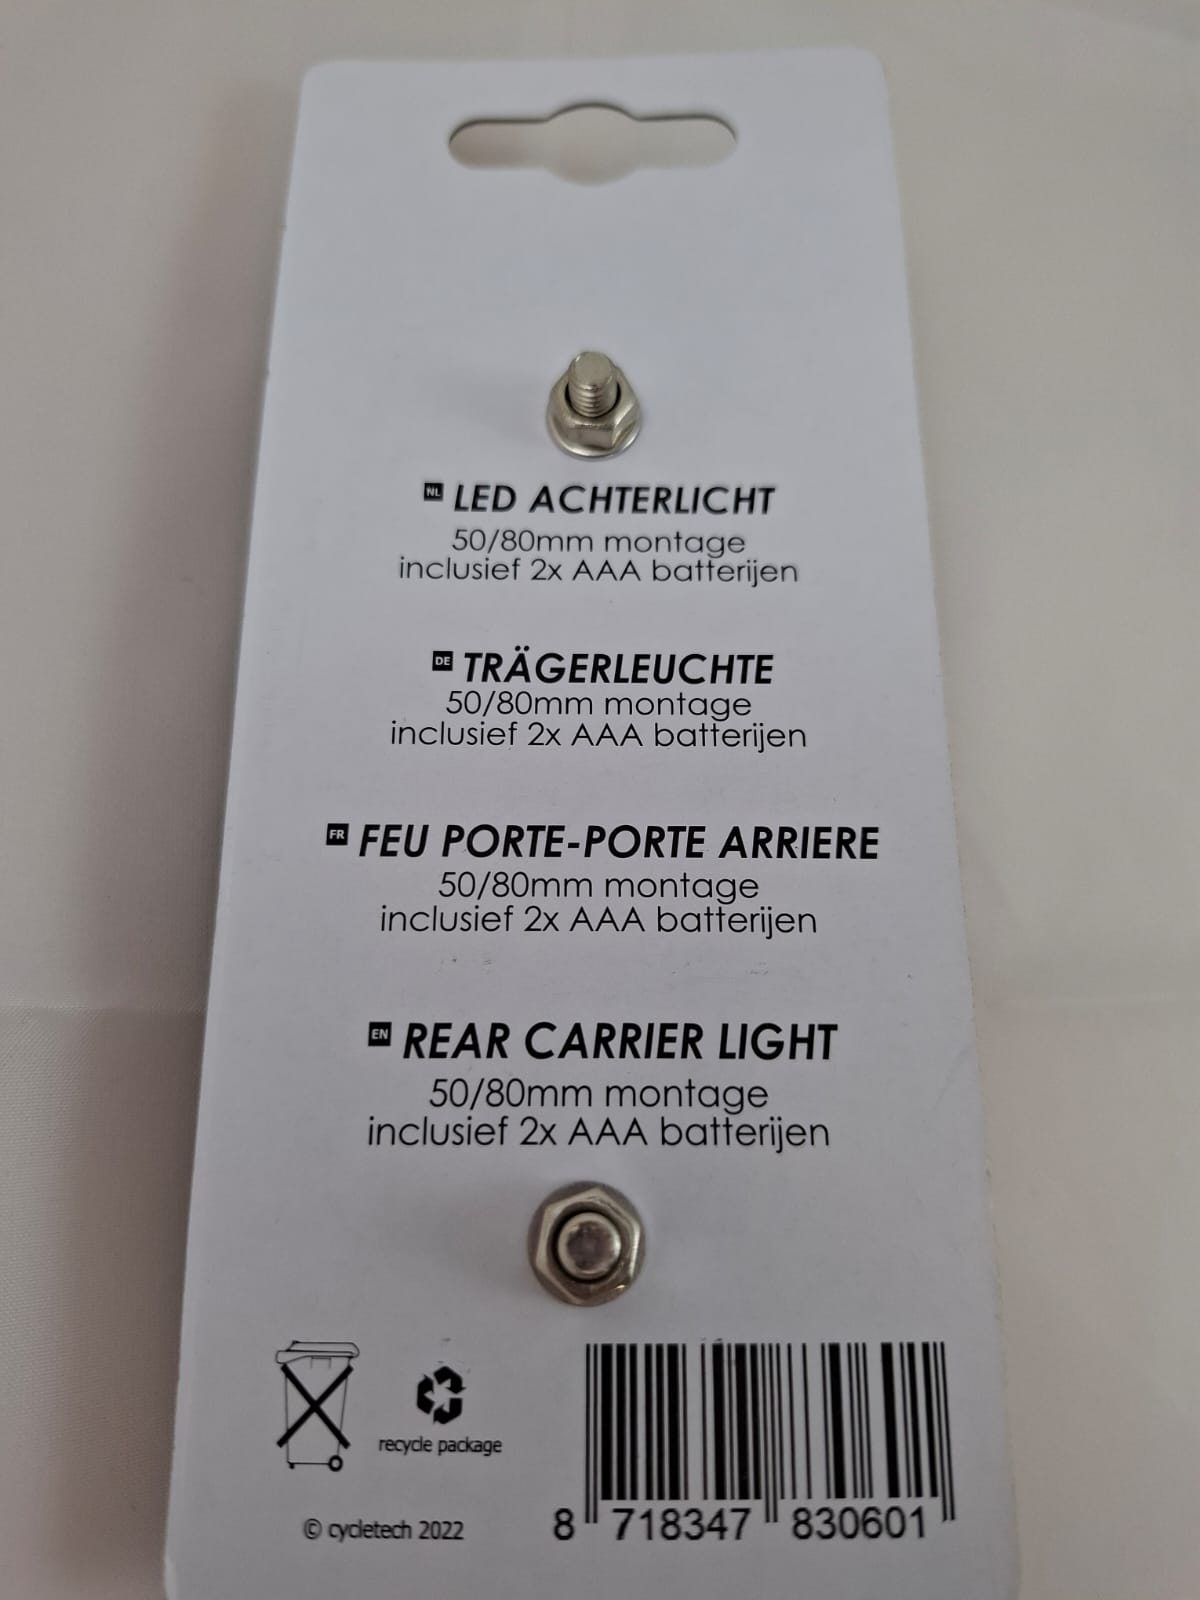 NL LED ACHTERLICHT
50/80mm montage
inclusief 2x AAA batterijen
DE TRÄGERLEUCHTE
50/80mm montage
inclusief 2x AAA batterijen
FR FEU PORTE-PORTE ARRIERE
50/80mm montage
inclusief 2x AAA batterijen
EN REAR CARRIER LIGHT
50/80mm montage
inclusief 2x AAA batterijen
recycle package
© cycletech 2022
8 718347 830601